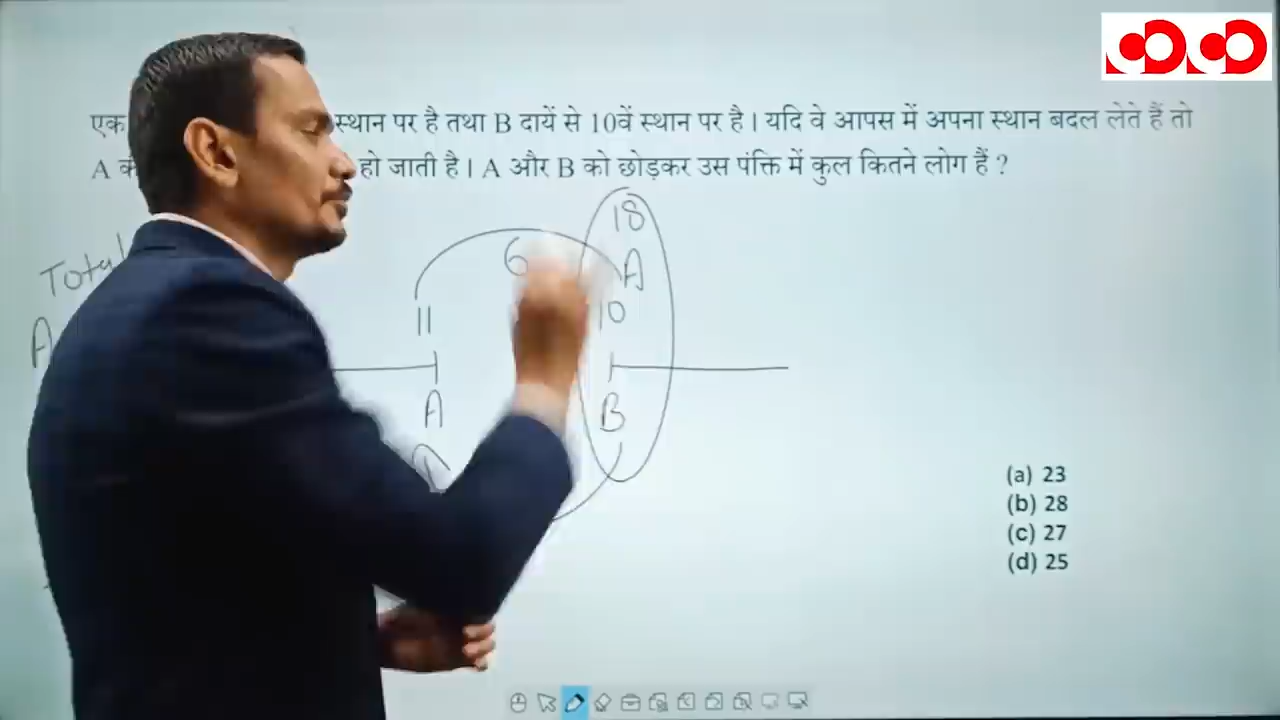 एक स्थान पर है तथा B दायें से 10वें स्थान पर है। यदि वे आपस में अपना स्थान बदल लेते हैं तो
A हो जाती है। A और B को छोड़कर उस पंक्ति में कुल कितने लोग हैं ?
18
6
A
Total
11
10
A
A
B
(a) 23
(b) 28
(c) 27
(d) 25